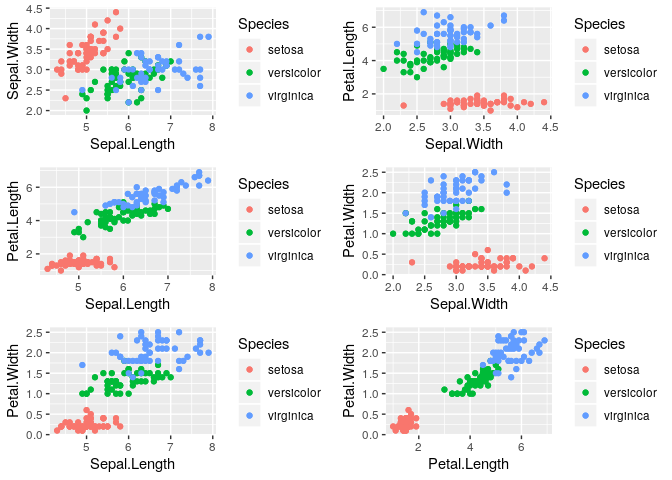 4.5
4.0
3.5
3.0
2.5
2.0
Sepal.Width
5 6 7 8
Sepal.Length
Species
setosa
versicolor
virginica
6
4
2
Petal.Length
2.0 2.5 3.0 3.5 4.0 4.5
Sepal.Width
Species
setosa
versicolor
virginica
6
4
2
Petal.Length
5 6 7 8
Sepal.Length
Species
setosa
versicolor
virginica
2.5
2.0
1.5
1.0
0.5
0.0
Petal.Width
2.0 2.5 3.0 3.5 4.0 4.5
Sepal.Width
Species
setosa
versicolor
virginica
2.5
2.0
1.5
1.0
0.5
0.0
Petal.Width
5 6 7 8
Sepal.Length
Species
setosa
versicolor
virginica
2.5
2.0
1.5
1.0
0.5
0.0
Petal.Width
2 4 6
Petal.Length
Species
setosa
versicolor
virginica